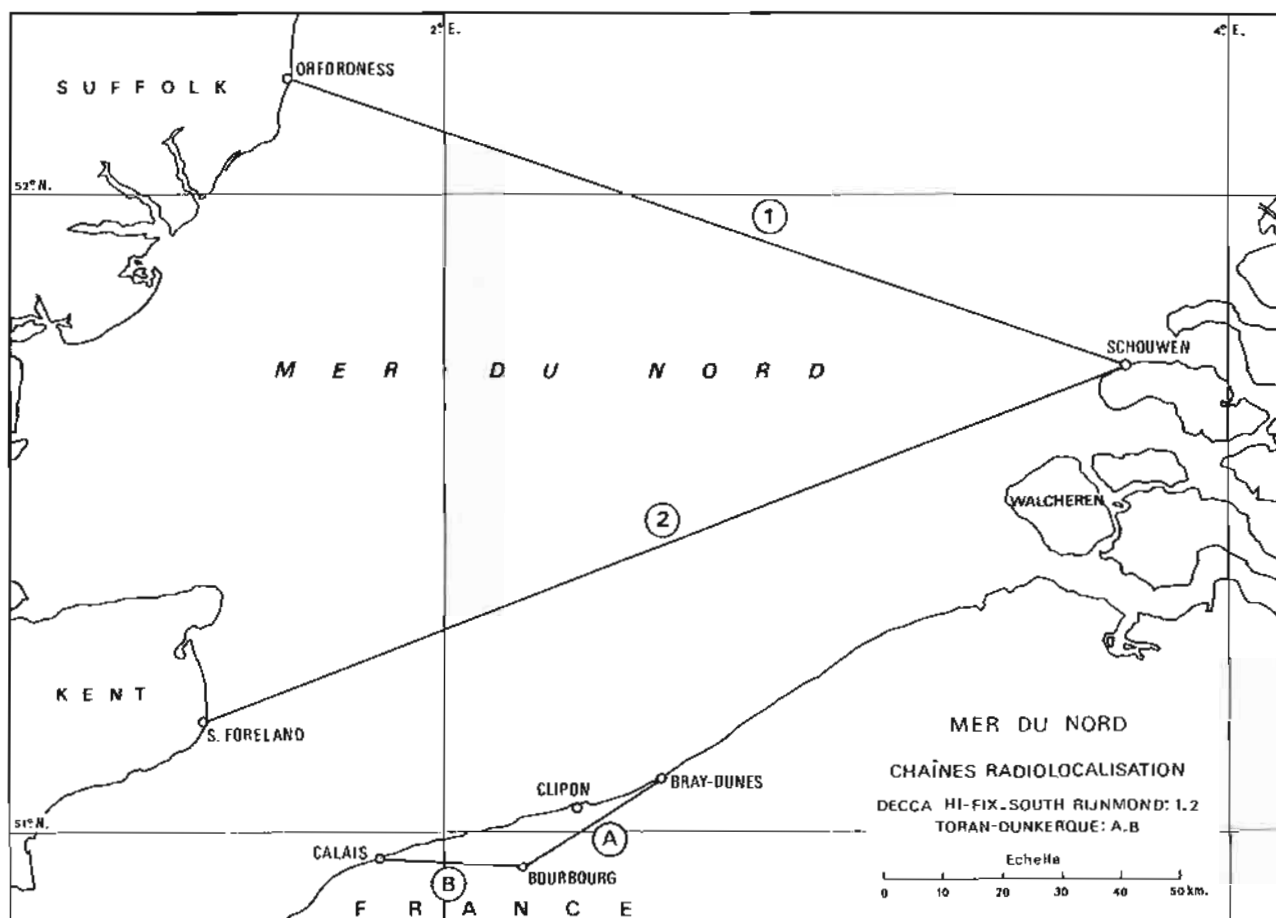 2° E.
4° E.
ORFORDNESS
SUFFOLK
52° N.
1
SCHOUWEN
MER DU NORD
WALCHEREN
2
KENT
S. FORELAND
MER DU NORD
CHAÎNES RADIOLOCALISATION
DECCA HI-FIX_SOUTH RIJNMOND: 1.2
TORAN-DUNKERQUE: A.B
BRAY-DUNES
CLIPON
51° N.
A
CALAIS
BOURBOURG
B
FRANCE
Echelle
0 10 20 30 40 50 km.